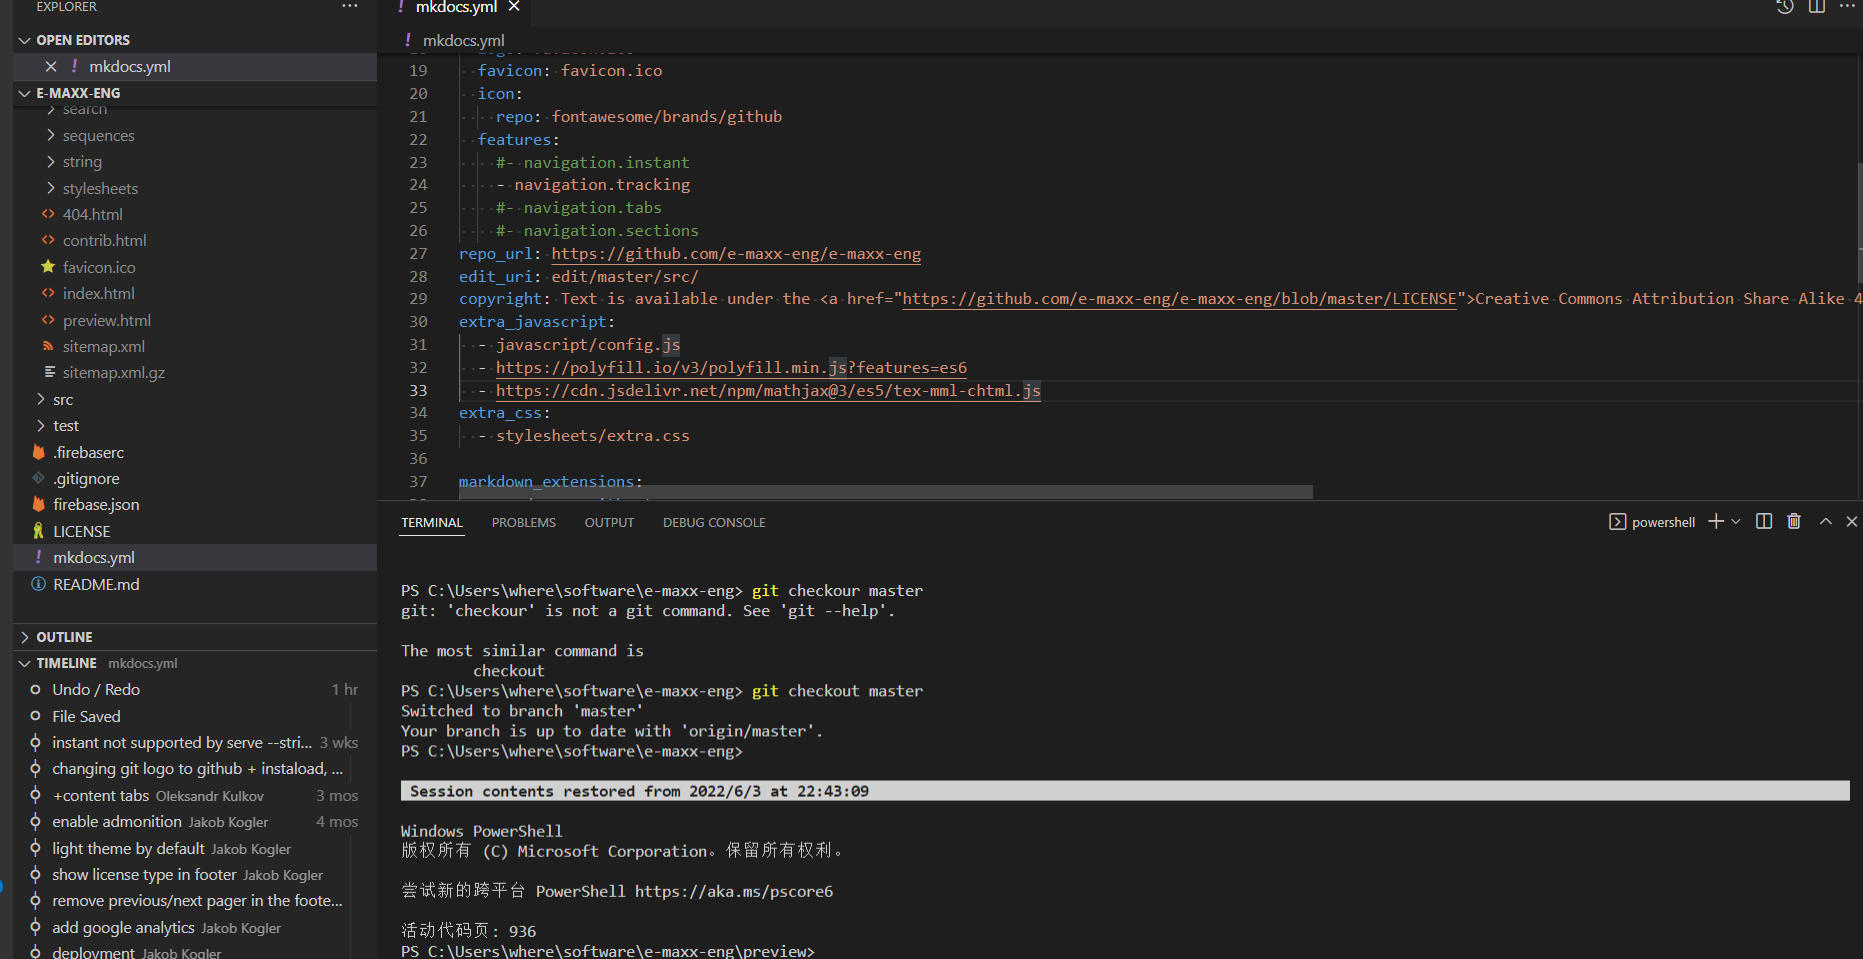 EXPLORER
OPEN EDITORS
mkdocs.yml
E-MAXX-ENG
search
sequences
string
stylesheets
404.html
contrib.html
favicon.ico
index.html
preview.html
sitemap.xml
sitemap.xml.gz
src
test
.firebaserc
.gitignore
firebase.json
LICENSE
mkdocs.yml
README.md
OUTLINE
TIMELINE mkdocs.yml
Undo / Redo 1 hr
File Saved
instant not supported by serve --stri... 3 wks
changing git logo to github + instaload, ...
+content tabs Oleksandr Kulkov 3 mos
enable admonition Jakob Kogler 4 mos
light theme by default Jakob Kogler
show license type in footer Jakob Kogler
remove previous/next pager in the foote...
add google analytics Jakob Kogler
deployment Jakob Kogler
mkdocs.yml
mkdocs.yml
19 favicon: favicon.ico
20 icon:
21 repo: fontawesome/brands/github
22 features:
23 #- navigation.instant
24 - navigation.tracking
25 #- navigation.tabs
26 #- navigation.sections
27 repo_url: https://github.com/e-maxx-eng/e-maxx-eng
28 edit_uri: edit/master/src/
29 copyright: Text is available under the <a href="https://github.com/e-maxx-eng/e-maxx-eng/blob/master/LICENSE">Creative Commons Attribution Share Alike 4
30 extra_javascript:
31 - javascript/config.js
32 - https://polyfill.io/v3/polyfill.min.js?features=es6
33 - https://cdn.jsdelivr.net/npm/mathjax@3/es5/tex-mml-chtml.js
34 extra_css:
35 - stylesheets/extra.css
36
37 markdown_extensions:
TERMINAL PROBLEMS OUTPUT DEBUG CONSOLE
powershell
PS C:\Users\where\software\e-maxx-eng> git checkour master
git: 'checkour' is not a git command. See 'git --help'.
The most similar command is
checkout
PS C:\Users\where\software\e-maxx-eng> git checkout master
Switched to branch 'master'
Your branch is up to date with 'origin/master'.
PS C:\Users\where\software\e-maxx-eng>
Session contents restored from 2022/6/3 at 22:43:09
Windows PowerShell
版权所有 (C) Microsoft Corporation。保留所有权利。
尝试新的跨平台 PowerShell https://aka.ms/pscore6
活动代码页: 936
PS C:\Users\where\software\e-maxx-eng\preview>